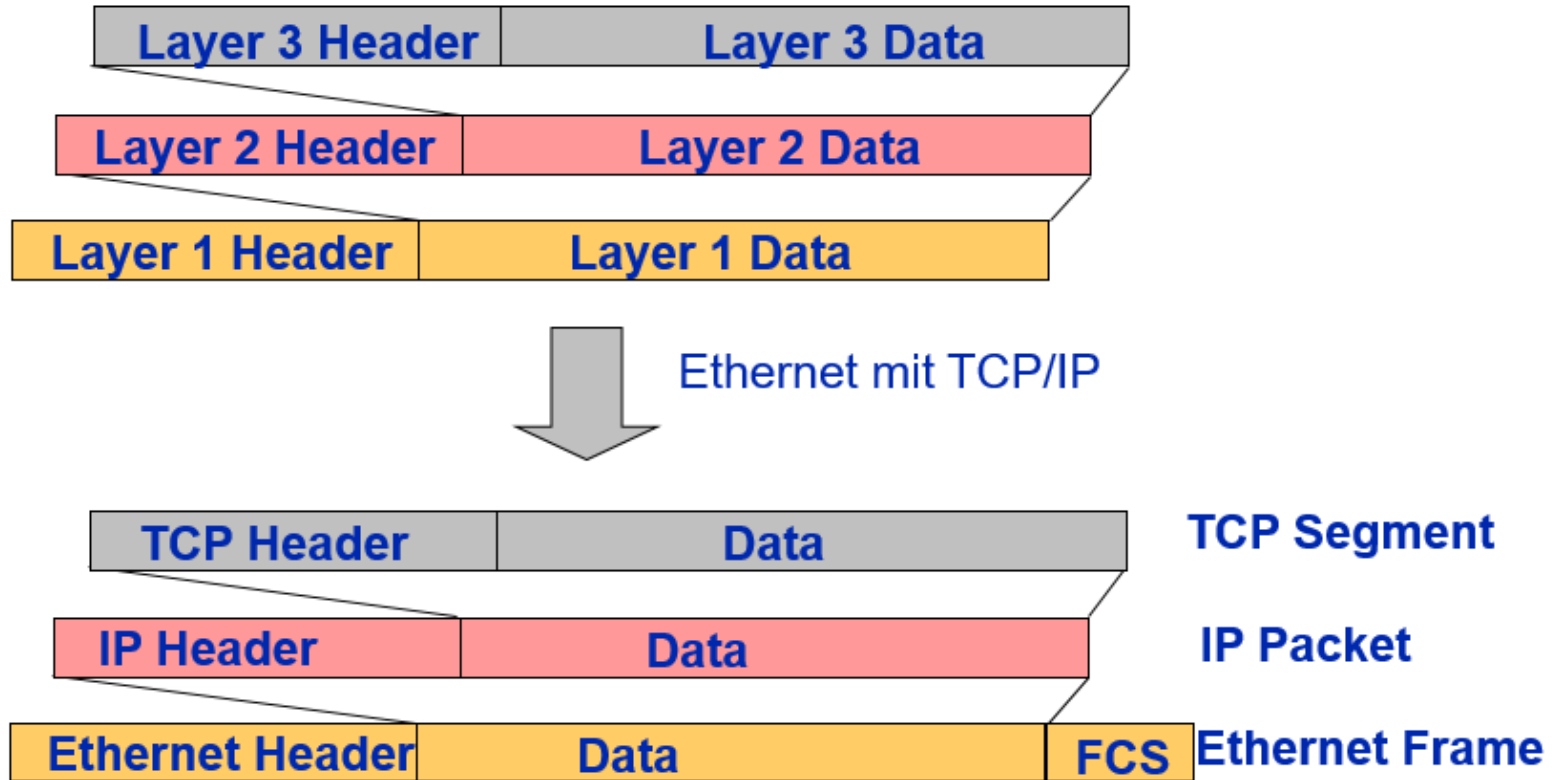 Layer 3 Header Layer 3 Data
Layer 2 Header Layer 2 Data
Layer 1 Header Layer 1 Data
Ethernet mit TCP/IP
TCP Header Data TCP Segment
IP Header Data IP Packet
Ethernet Header Data FCS Ethernet Frame